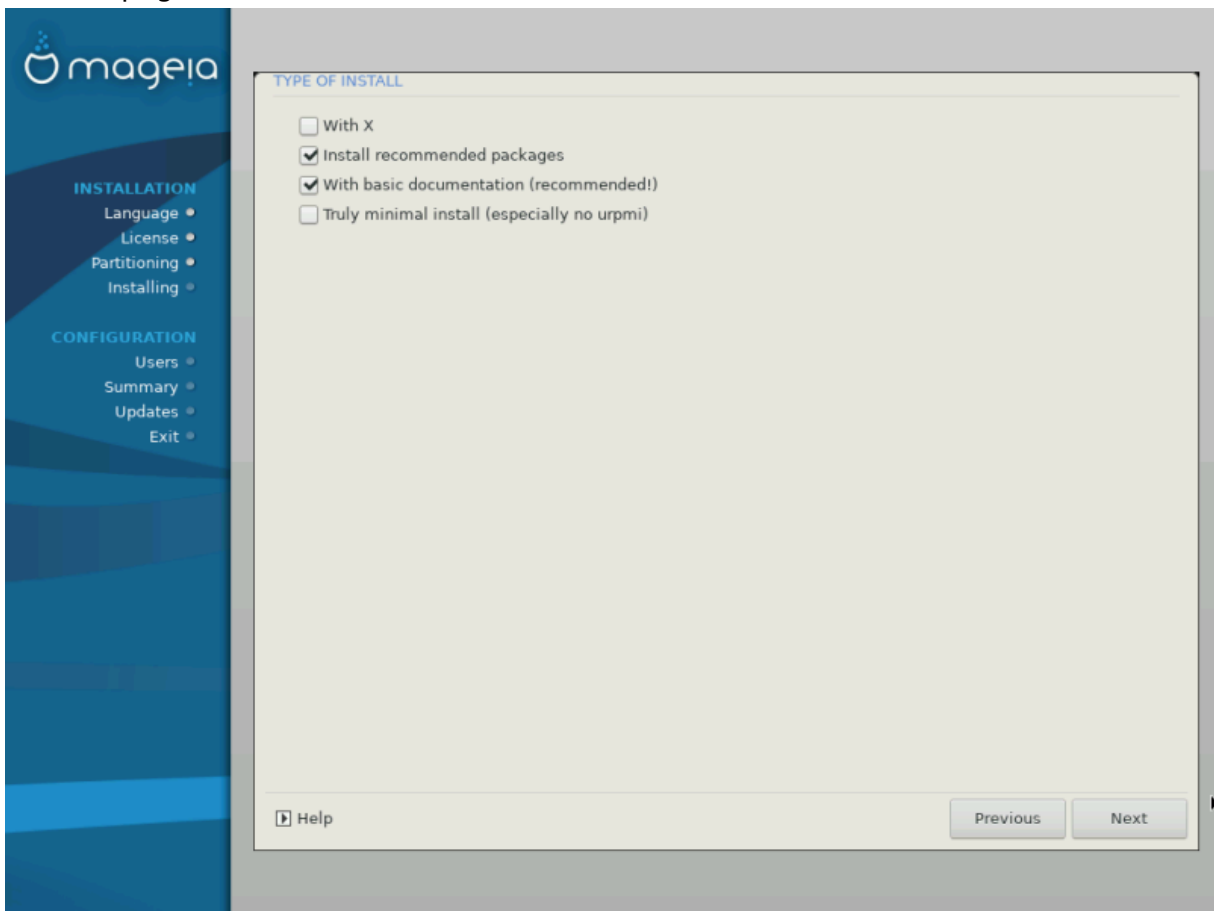 mageia
TYPE OF INSTALL
With X
Install recommended packages
With basic documentation (recommended!)
Truly minimal install (especially no urpmi)
INSTALLATION
Language
License
Partitioning
Installing
CONFIGURATION
Users
Summary
Updates
Exit
Help
Previous
Next